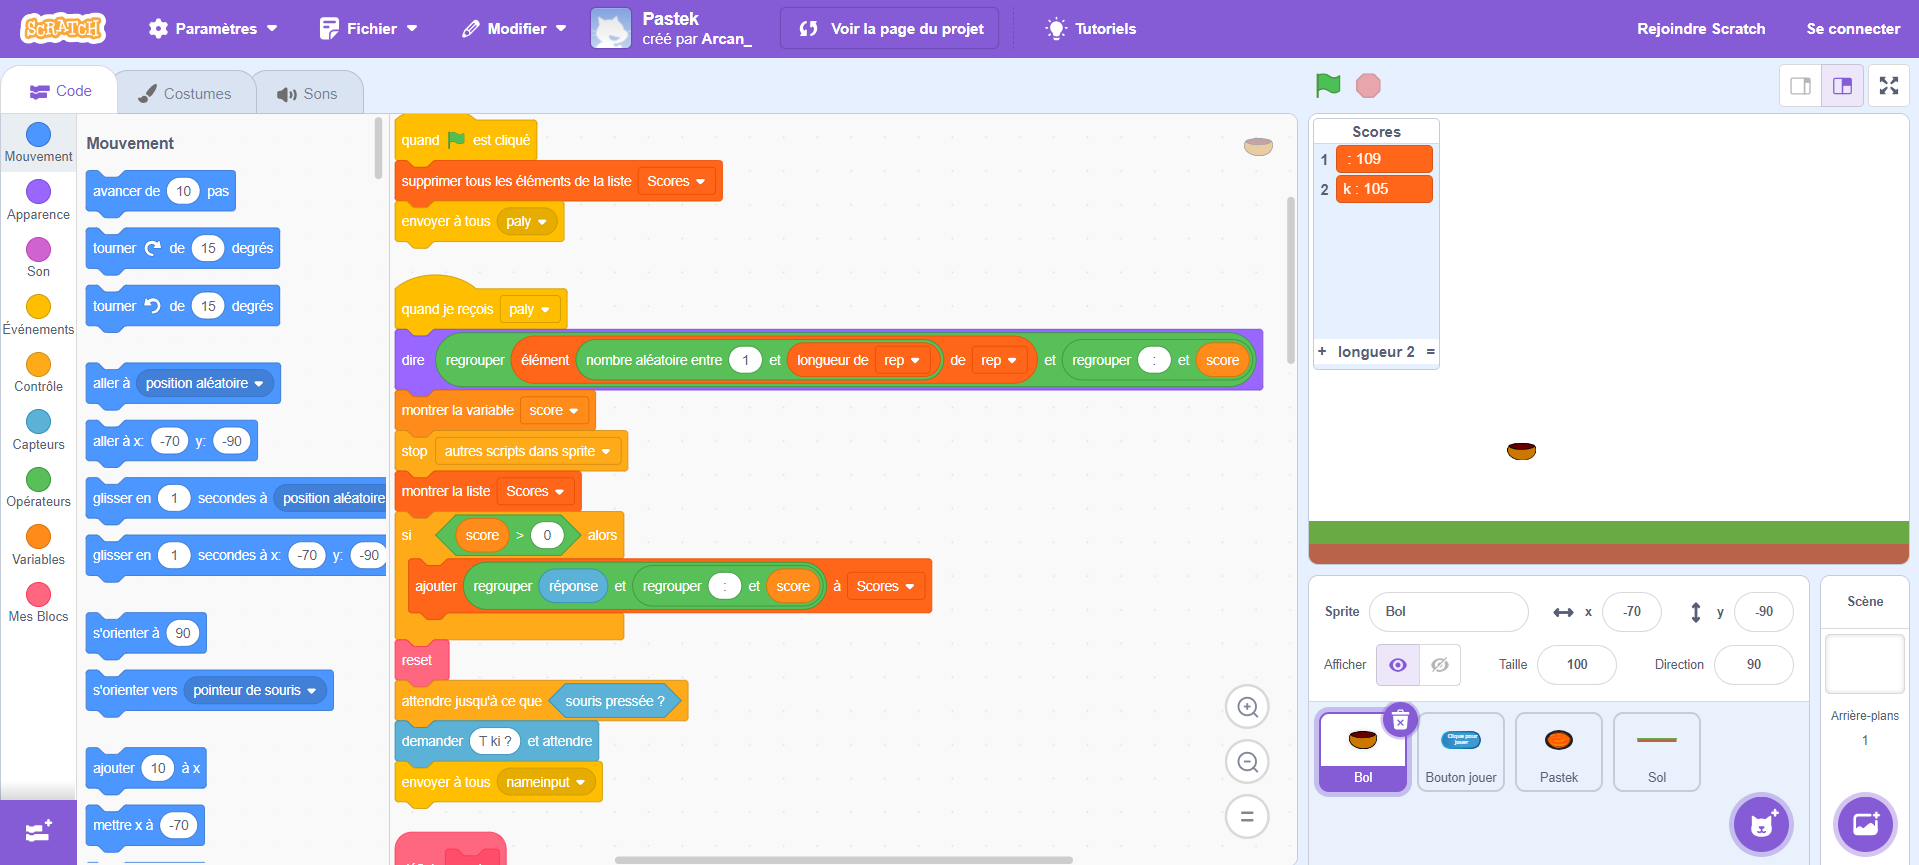 SCRATCH
Paramètres
Fichier
Modifier
Pastek
créé par Arcan_
Voir la page du projet
Tutoriels
Rejoindre Scratch
Se connecter
Code
Costumes
Sons
Mouvement
Apparence
Son
Événements
Contrôle
Capteurs
Opérateurs
Variables
Mes Blocs
Mouvement
avancer de 10 pas
tourner de 15 degrés
tourner de 15 degrés
aller à position aléatoire
aller à x: -70 y: -90
glisser en 1 secondes à position aléatoire
glisser en 1 secondes à x: -70 y: -90
s'orienter à 90
s'orienter vers pointeur de souris
ajouter 10 à x
mettre x à -70
quand est cliqué
supprimer tous les éléments de la liste Scores
envoyer à tous paly
quand je reçois paly
dire regrouper élément nombre aléatoire entre 1 et longueur de rep de rep et regrouper : et score
montrer la variable score
stop autres scripts dans sprite
montrer la liste Scores
si score > 0 alors
ajouter regrouper réponse et regrouper : et score à Scores
reset
attendre jusqu'à ce que souris pressée ?
demander T ki ? et attendre
envoyer à tous nameinput
Scores
1 : 109
2 k : 105
+ longueur 2 =
Sprite Bol x -70 y -90
Afficher Taille 100 Direction 90
Bol
Clique pour
jouer
Bouton jouer
Pastek
Sol
Scène
Arrière-plans
1